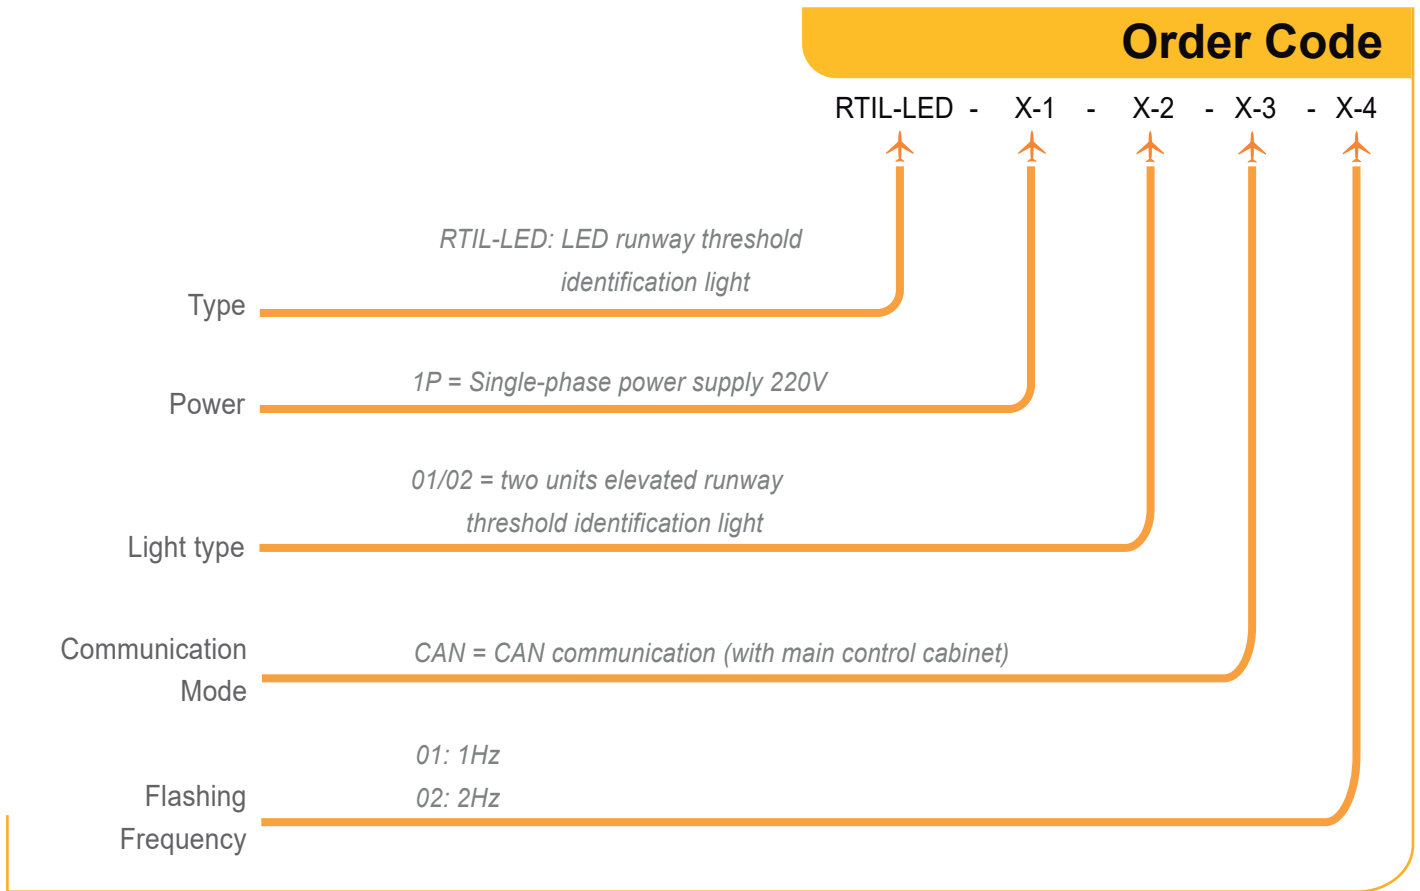 Order Code
RTIL-LED - X-1 - X-2 - X-3 - X-4
RTIL-LED: LED runway threshold
identification light
Type
1P = Single-phase power supply 220V
Power
01/02 = two units elevated runway
threshold identification light
Light type
Communication
Mode
CAN = CAN communication (with main control cabinet)
01: 1Hz
02: 2Hz
Flashing
Frequency